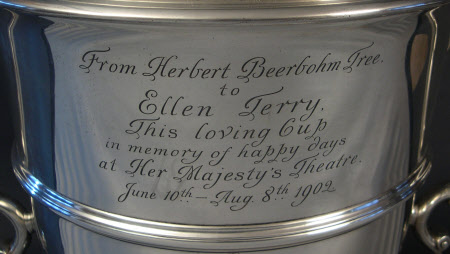 From Herbert Beerbohm Tree.
to
Ellen Terry.
This loving Cup
in memory of happy days
at Her Majesty's Theatre.
June 10th – Aug. 8th 1902